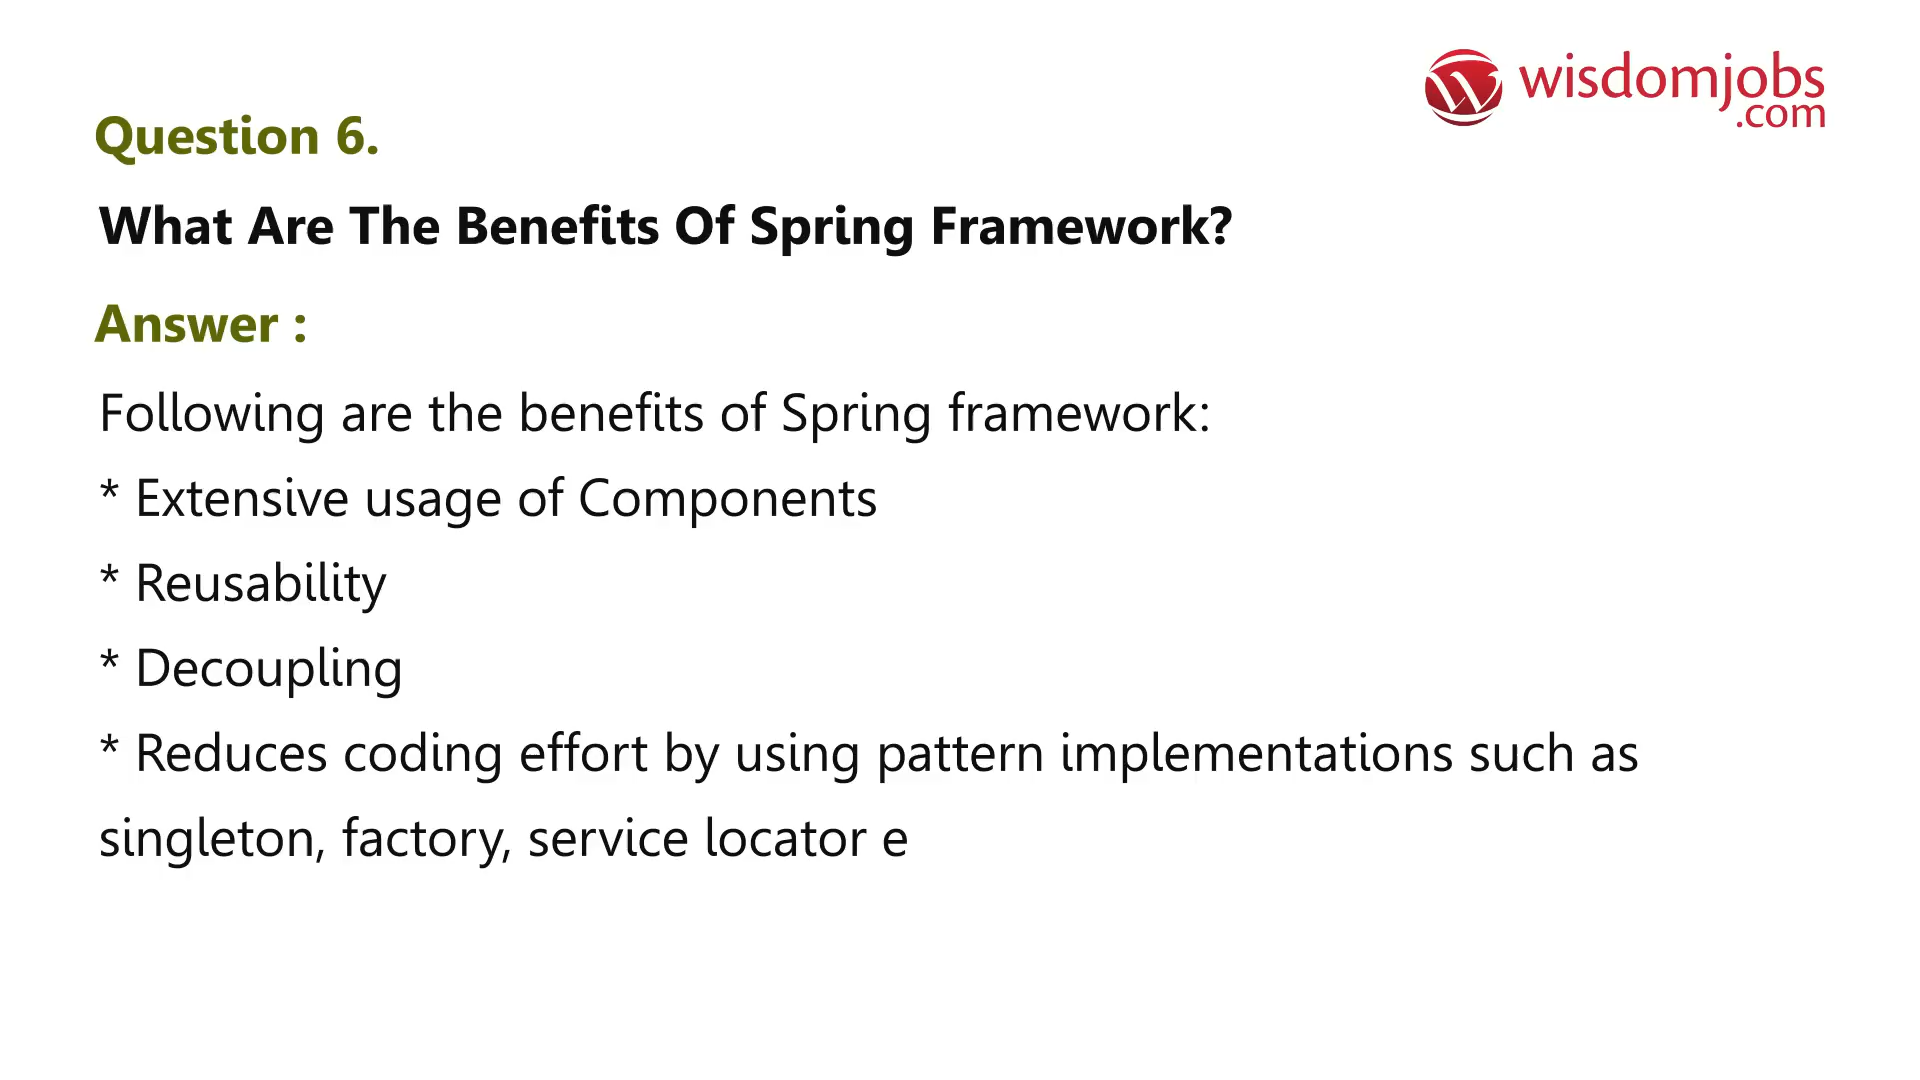 wisdomjobs
.com
Question 6.
What Are The Benefits Of Spring Framework?
Answer :
Following are the benefits of Spring framework:
* Extensive usage of Components
* Reusability
* Decoupling
* Reduces coding effort by using pattern implementations such as
singleton, factory, service locator e